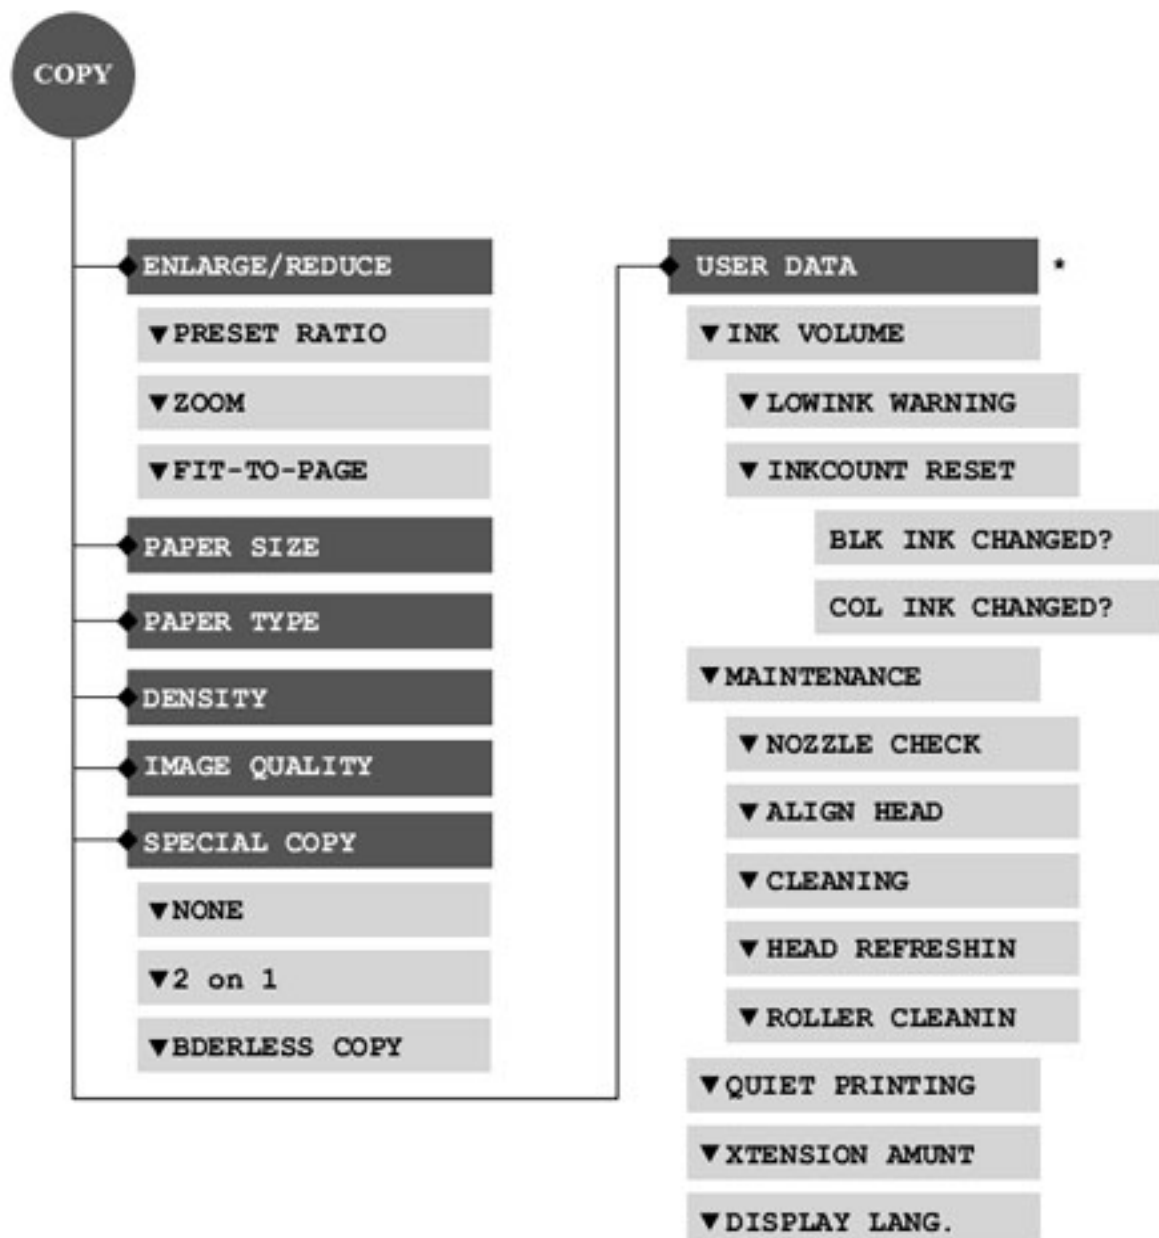 COPY
ENLARGE/REDUCE
▼PRESET RATIO
▼ZOOM
▼FIT-TO-PAGE
PAPER SIZE
PAPER TYPE
DENSITY
IMAGE QUALITY
SPECIAL COPY
▼NONE
▼2 on 1
▼BDERLESS COPY
USER DATA *
▼INK VOLUME
▼LOWINK WARNING
▼INKCOUNT RESET
BLK INK CHANGED?
COL INK CHANGED?
▼MAINTENANCE
▼NOZZLE CHECK
▼ALIGN HEAD
▼CLEANING
▼HEAD REFRESHIN
▼ROLLER CLEANIN
▼QUIET PRINTING
▼XTENSION AMUNT
▼DISPLAY LANG.